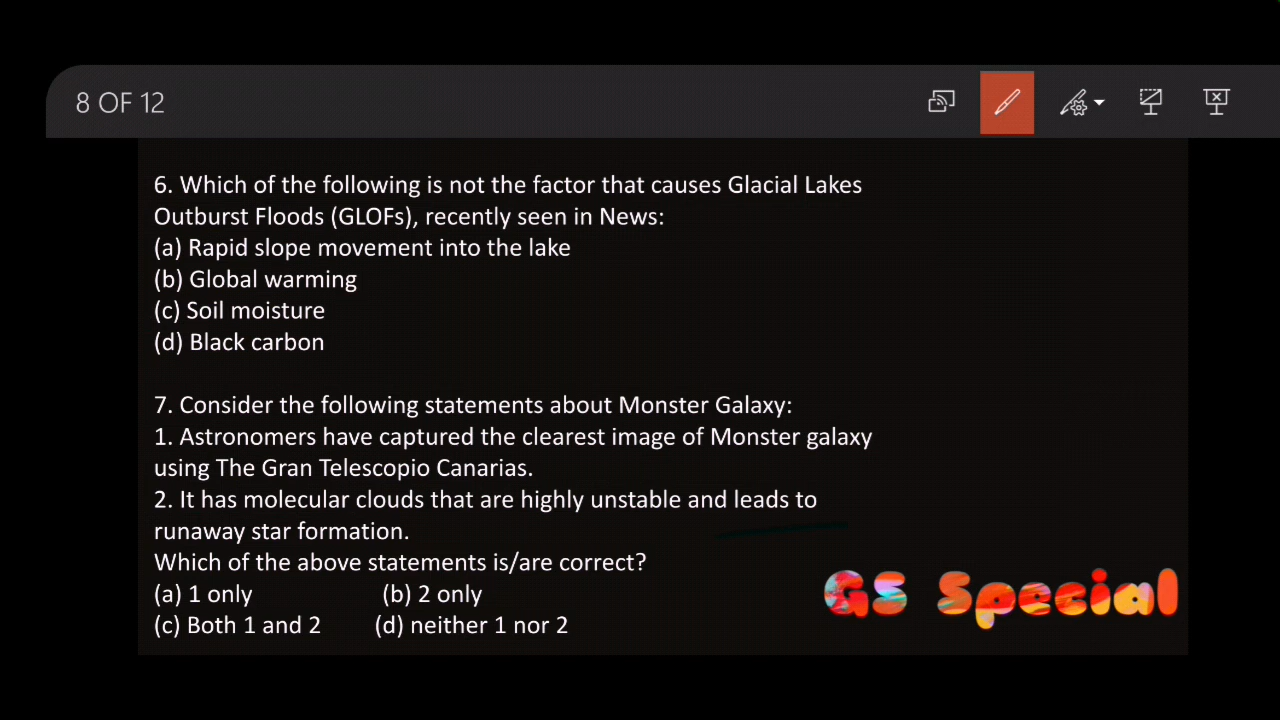 8 OF 12
6. Which of the following is not the factor that causes Glacial Lakes
Outburst Floods (GLOFs), recently seen in News:
(a) Rapid slope movement into the lake
(b) Global warming
(c) Soil moisture
(d) Black carbon
7. Consider the following statements about Monster Galaxy:
1. Astronomers have captured the clearest image of Monster galaxy
using The Gran Telescopio Canarias.
2. It has molecular clouds that are highly unstable and leads to
runaway star formation.
Which of the above statements is/are correct?
(a) 1 only (b) 2 only
(c) Both 1 and 2 (d) neither 1 nor 2
GS Special